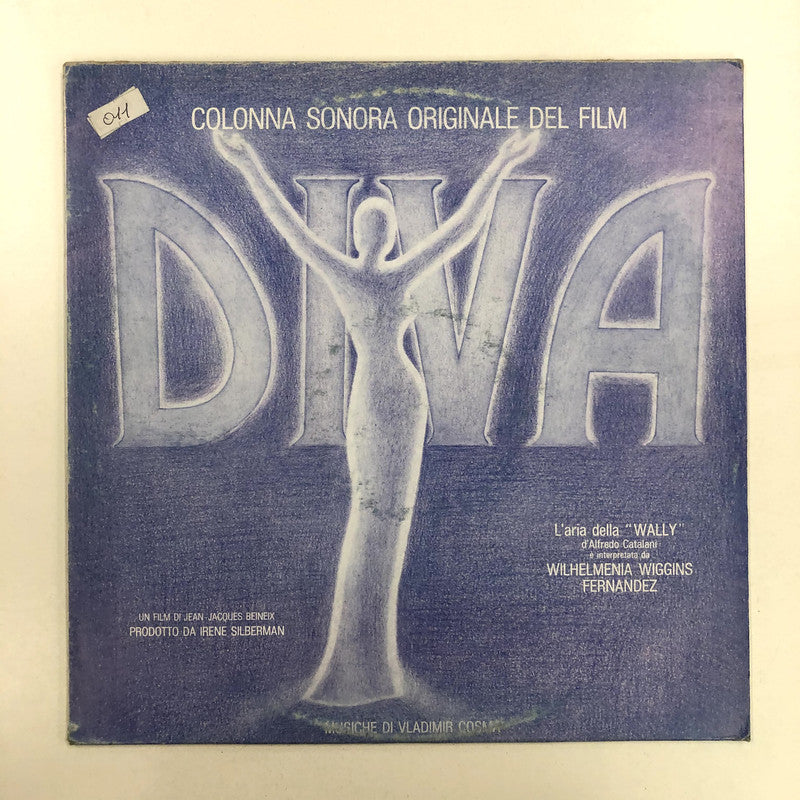 011
COLONNA SONORA ORIGINALE DEL FILM
DIVA
L'aria della "WALLY"
d'Alfredo Catalani
è interpretata da
WILHELMENIA WIGGINS
FERNANDEZ
UN FILM DI JEAN-JACQUES BEINEIX
PRODOTTO DA IRENE SILBERMAN
MUSICHE DI VLADIMIR COSMA